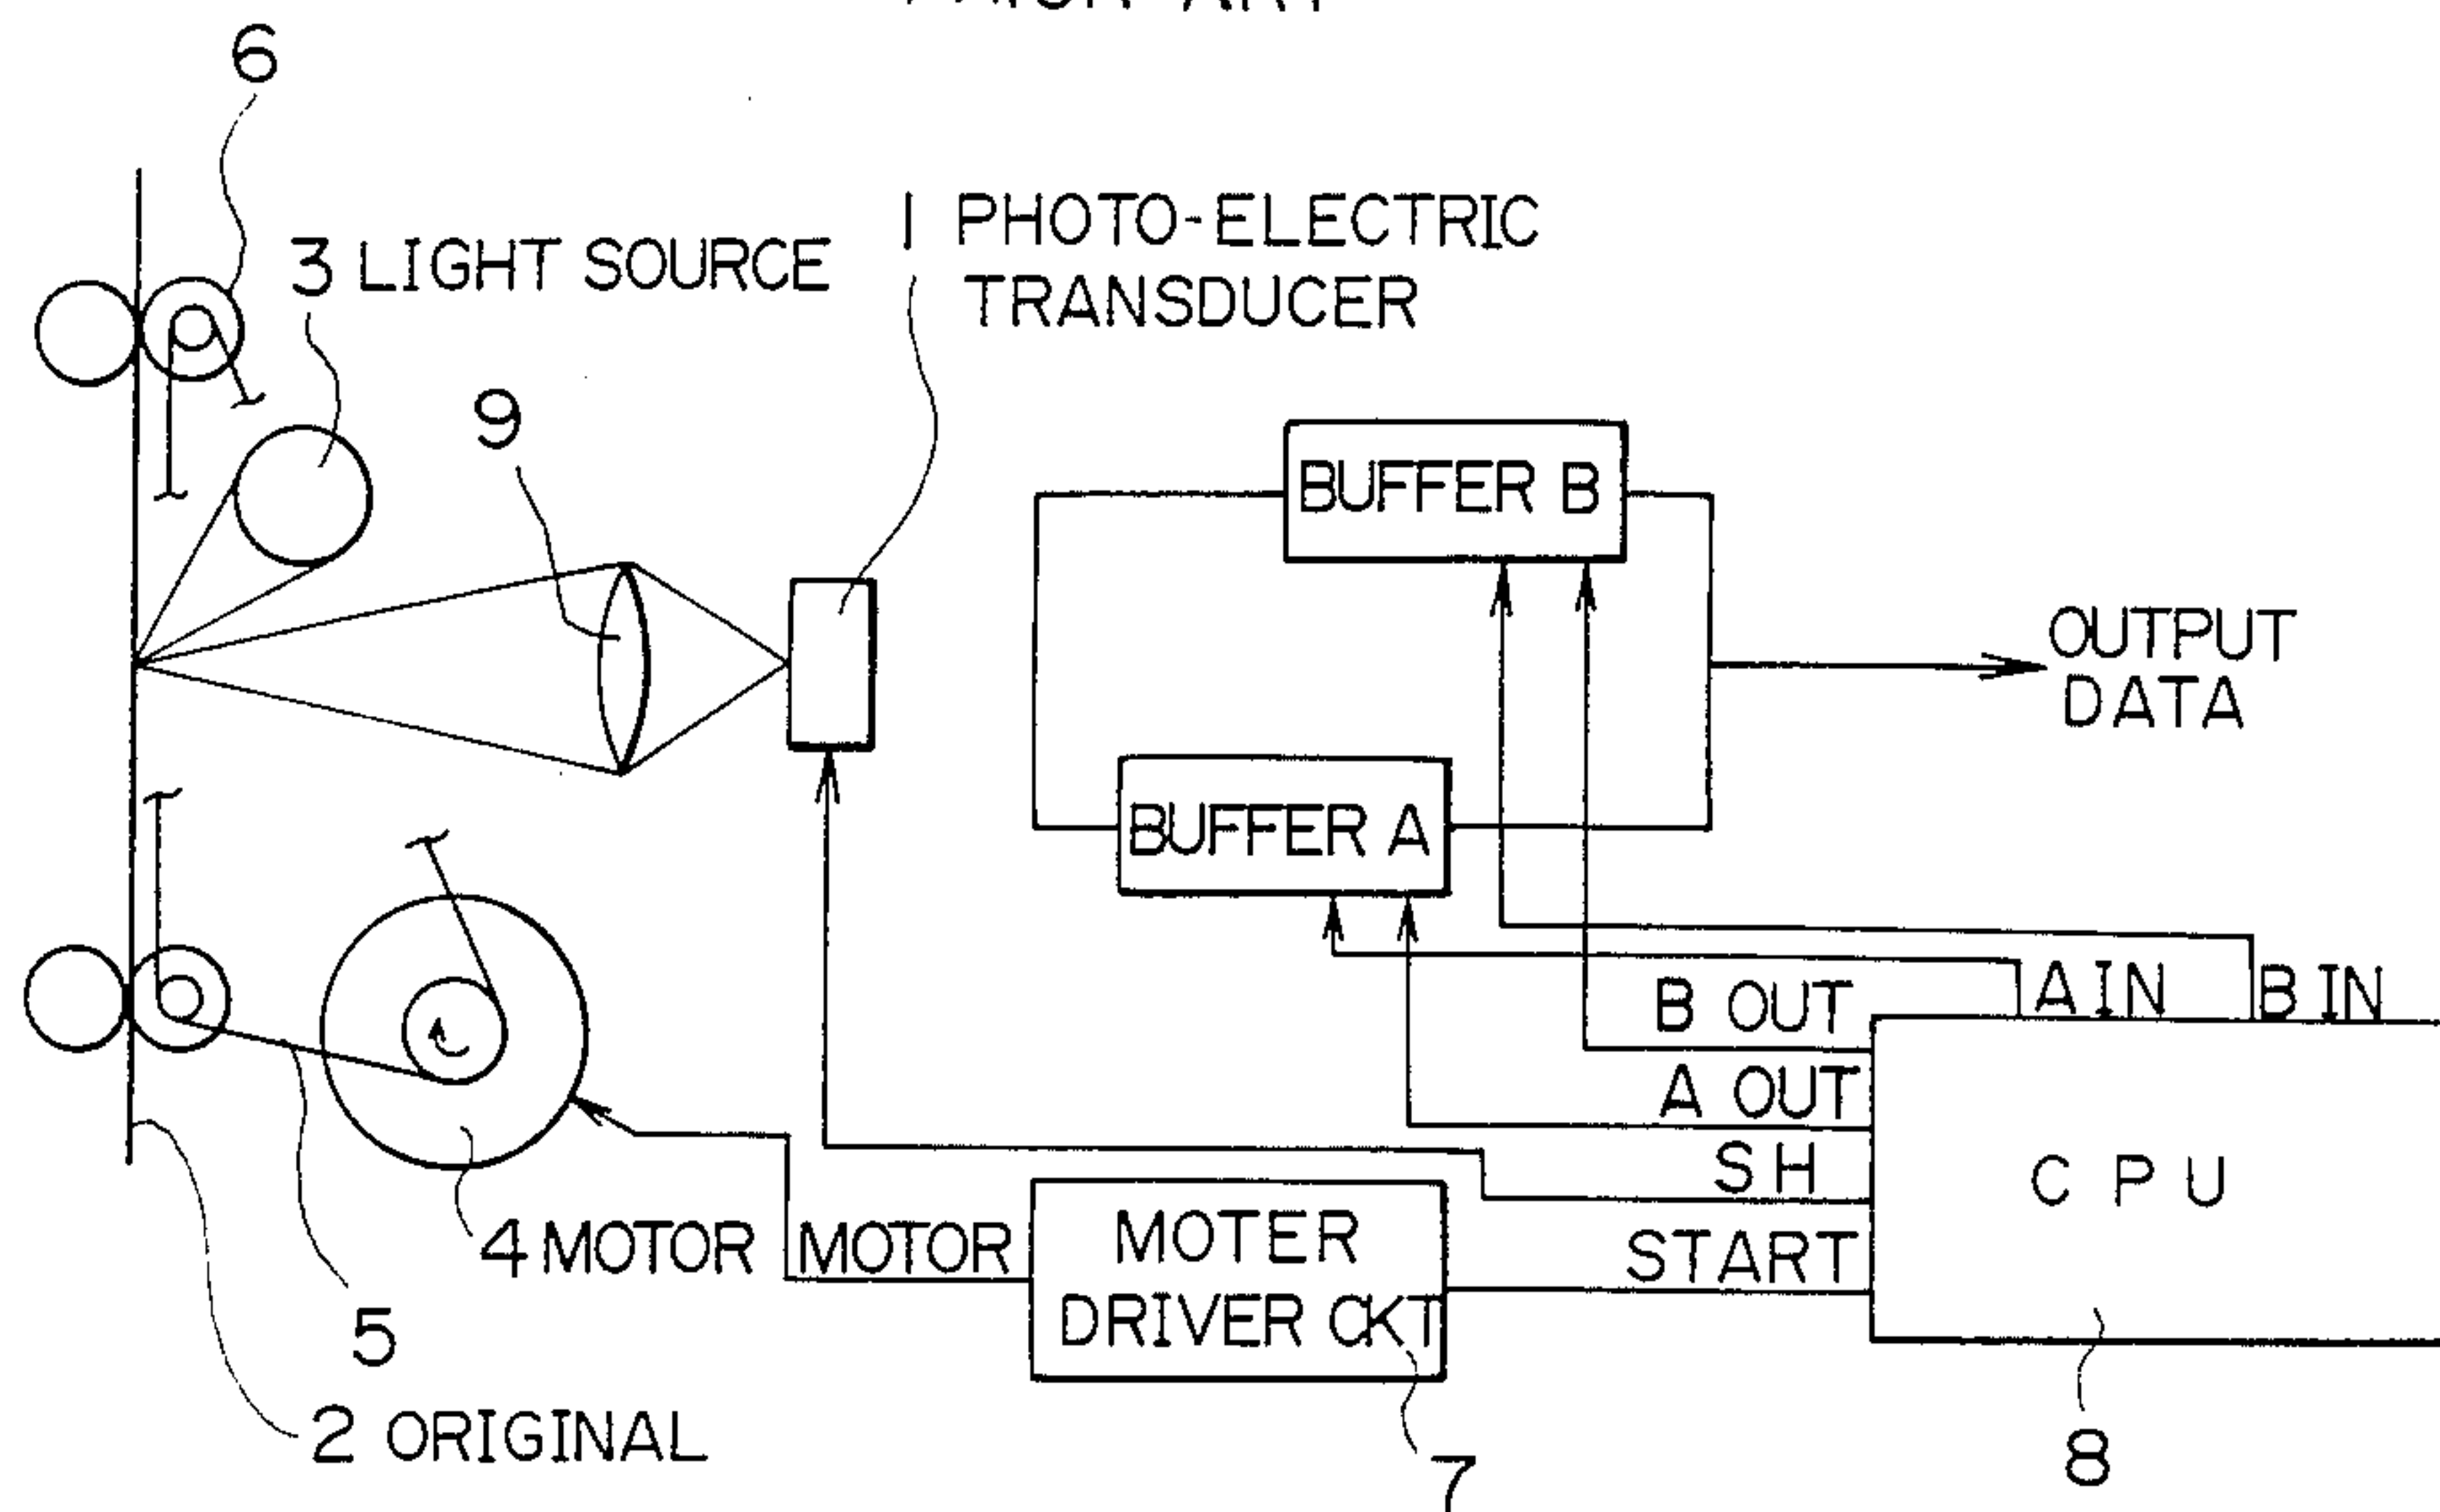 6
3 LIGHT SOURCE
1 PHOTO-ELECTRIC
TRANSDUCER
9
BUFFER B
OUTPUT
DATA
BUFFER A
A IN
B IN
B OUT
A OUT
SH
CPU
START
4 MOTOR
MOTOR
MOTER
DRIVER CKT
5
2 ORIGINAL
7
8